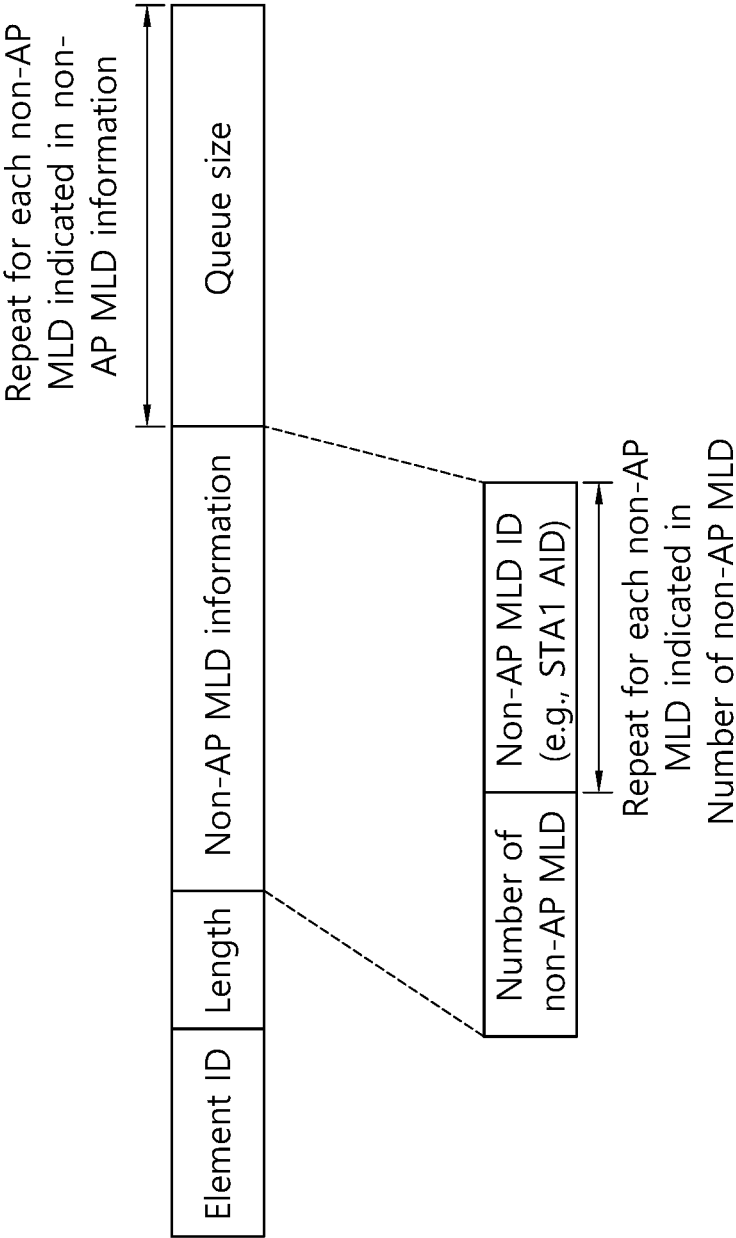 Repeat for each non-AP
MLD indicated in non-
AP MLD information
Element ID
Length
Non-AP MLD information
Queue size
Number of
non-AP MLD
Non-AP MLD ID
(e.g., STA1 AID)
Repeat for each non-AP
MLD indicated in
Number of non-AP MLD